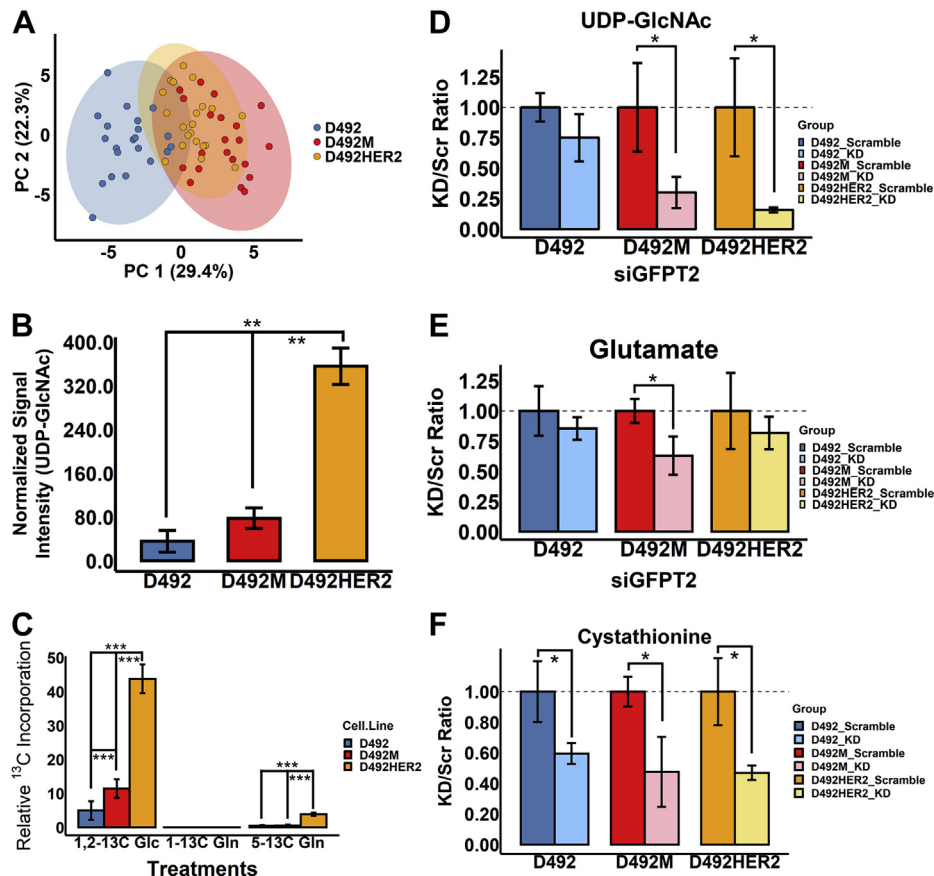 A
5
0
-5
PC 2 (22.3%)
-5
0
5
PC 1 (29.4%)
D492
D492M
D492HER2
B
Normalized Signal
Intensity (UDP-GlcNAc)
400.0
320.0
160.0
80.0
0.0
**
**
D492
D492M
D492HER2
C
Relative 13C Incorporation
50
40
30
20
10
0
***
***
***
***
***
1,2-13C Glc
1-13C Gln
5-13C Gln
Treatments
Cell.Line
D492
D492M
D492HER2
D
UDP-GlcNAc
KD/Scr Ratio
1.25
1.00
0.75
0.50
0.25
0.00
*
*
D492
D492M
D492HER2
siGFPT2
Group
D492_Scramble
D492_KD
D492M_Scramble
D492M_KD
D492HER2_Scramble
D492HER2_KD
E
Glutamate
KD/Scr Ratio
1.25
1.00
0.75
0.50
0.25
0.00
*
D492
D492M
D492HER2
siGFPT2
Group
D492_Scramble
D492_KD
D492M_Scramble
D492M_KD
D492HER2_Scramble
D492HER2_KD
F
Cystathionine
KD/Scr Ratio
1.00
0.80
0.60
0.40
0.20
0.00
*
*
*
D492
D492M
D492HER2
Group
D492_Scramble
D492_KD
D492M_Scramble
D492M_KD
D492HER2_Scramble
D492HER2_KD